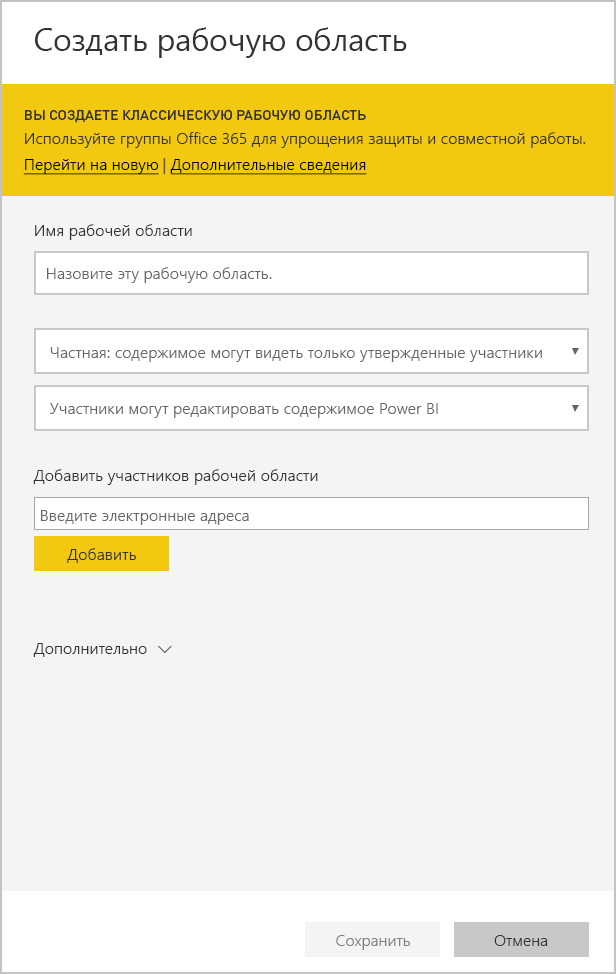 Создать рабочую область
ВЫ СОЗДАЕТЕ КЛАССИЧЕСКУЮ РАБОЧУЮ ОБЛАСТЬ
Используйте группы Office 365 для упрощения защиты и совместной работы.
Перейти на новую | Дополнительные сведения
Имя рабочей области
Назовите эту рабочую область.
Частная: содержимое могут видеть только утвержденные участники
Участники могут редактировать содержимое Power BI
Добавить участников рабочей области
Введите электронные адреса
Добавить
Дополнительно
Сохранить Отмена